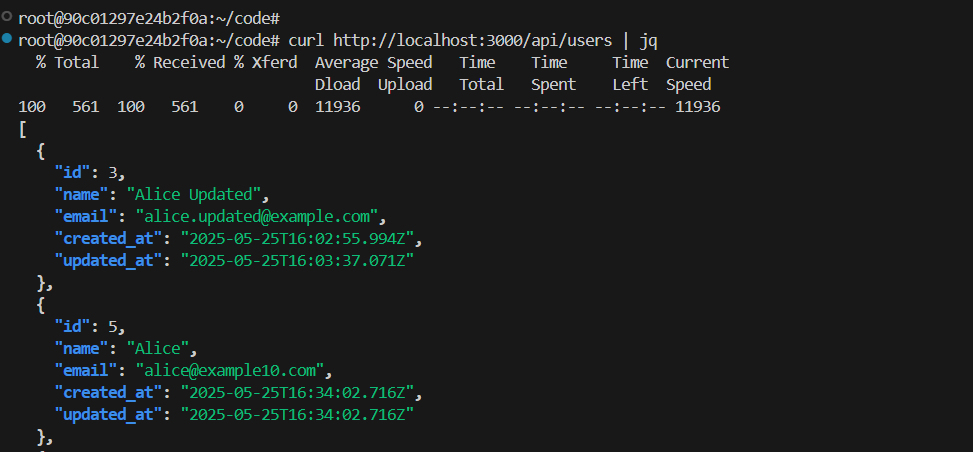 root@90c01297e24b2f0a:~/code#
root@90c01297e24b2f0a:~/code# curl http://localhost:3000/api/users | jq
  % Total    % Received % Xferd  Average Speed   Time    Time     Time  Current
                                 Dload  Upload   Total   Spent    Left  Speed
100   561  100   561    0     0  11936      0 --:--:-- --:--:-- --:--:-- 11936
[
  {
    "id": 3,
    "name": "Alice Updated",
    "email": "alice.updated@example.com",
    "created_at": "2025-05-25T16:02:55.994Z",
    "updated_at": "2025-05-25T16:03:37.071Z"
  },
  {
    "id": 5,
    "name": "Alice",
    "email": "alice@example10.com",
    "created_at": "2025-05-25T16:34:02.716Z",
    "updated_at": "2025-05-25T16:34:02.716Z"
  },